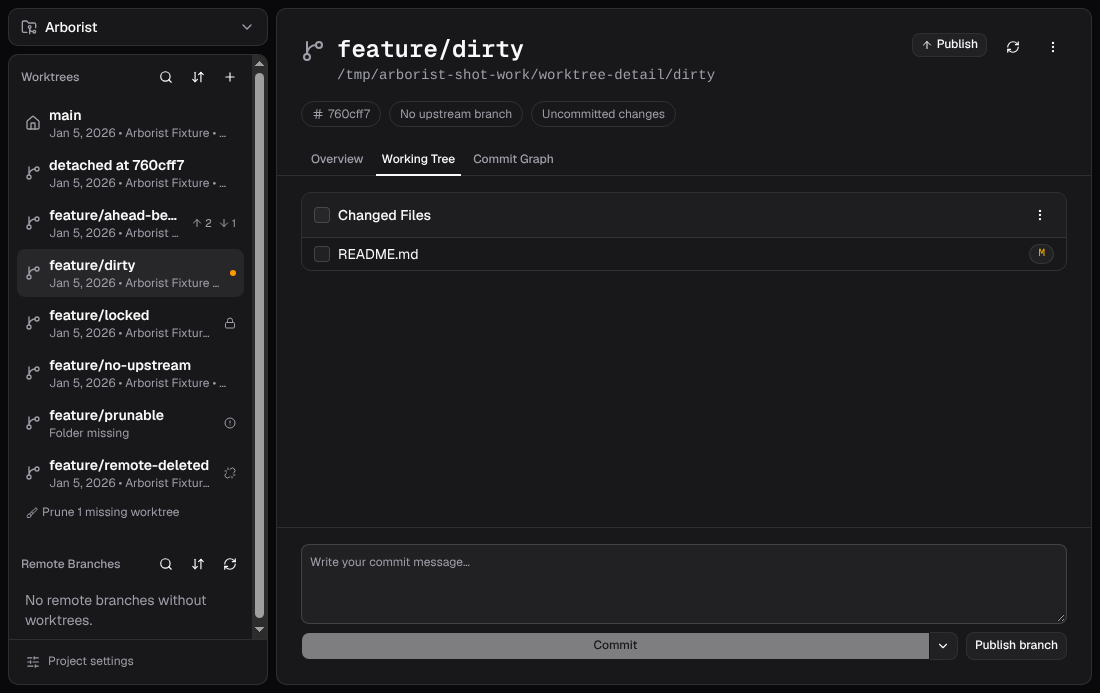 Arborist
Worktrees
main
Jan 5, 2026 • Arborist Fixture • ...
detached at 760cff7
Jan 5, 2026 • Arborist Fixture • ...
feature/ahead-be...
2 1
Jan 5, 2026 • Arborist ...
feature/dirty
Jan 5, 2026 • Arborist Fixture ...
feature/locked
Jan 5, 2026 • Arborist Fixtur...
feature/no-upstream
Jan 5, 2026 • Arborist Fixture • ...
feature/prunable
Folder missing
feature/remote-deleted
Jan 5, 2026 • Arborist Fixtur...
Prune 1 missing worktree
Remote Branches
No remote branches without
worktrees.
Project settings
feature/dirty
/tmp/arborist-shot-work/worktree-detail/dirty
Publish
# 760cff7
No upstream branch
Uncommitted changes
Overview
Working Tree
Commit Graph
Changed Files
README.md
M
Write your commit message...
Commit
Publish branch